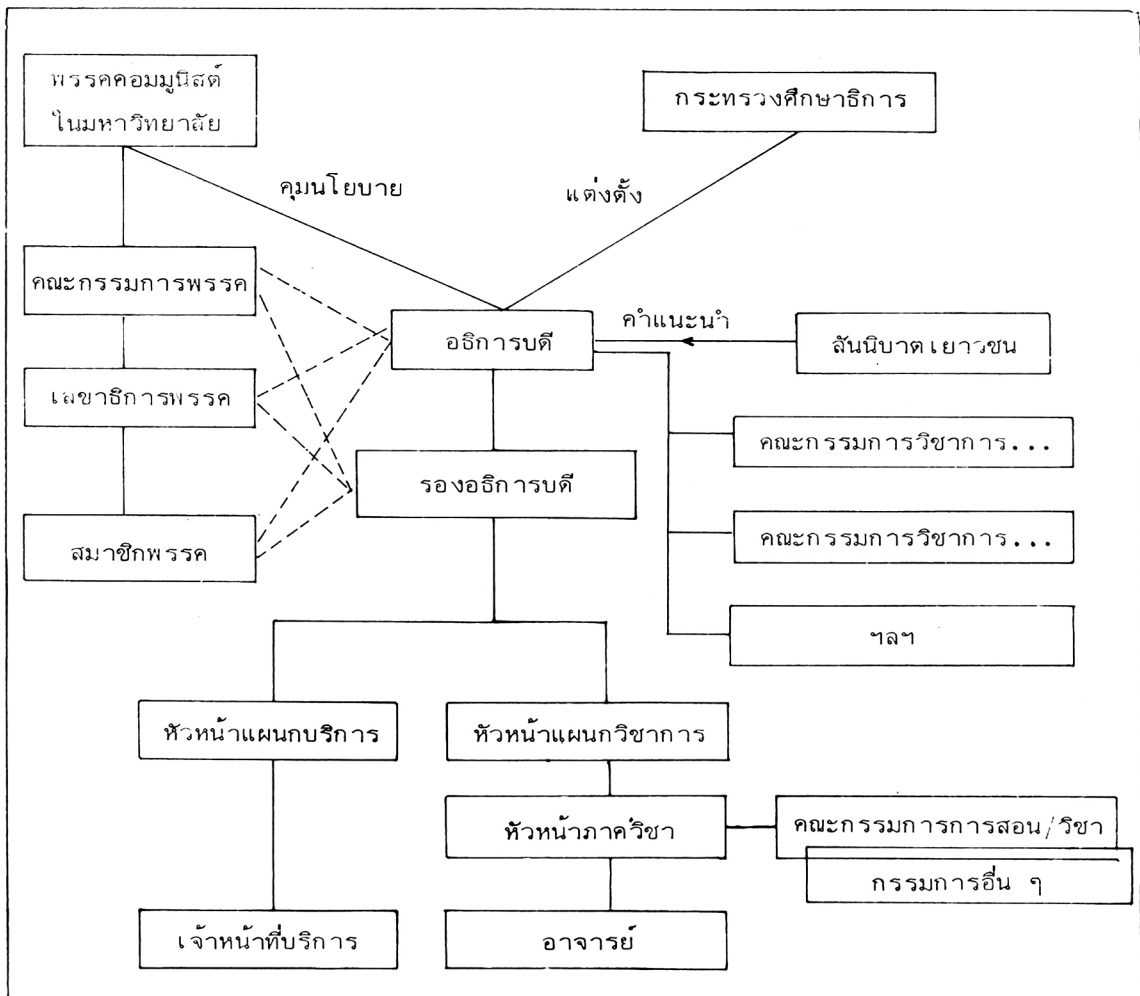 พรรคคอมมูนิสต์
ในมหาวิทยาลัย
กระทรวงศึกษาธิการ
คุมนโยบาย
แต่งตั้ง
คณะกรรมการพรรค
อธิการบดี
คำแนะนำ
สันนิบาตเยาวชน
เลขาธิการพรรค
คณะกรรมการวิชาการ...
รองอธิการบดี
สมาชิกพรรค
คณะกรรมการวิชาการ...
ฯลฯ
หัวหน้าแผนกบริการ
หัวหน้าแผนกวิชาการ
หัวหน้าภาควิชา
คณะกรรมการการสอน/วิชา
กรรมการอื่น ๆ
เจ้าหน้าที่บริการ
อาจารย์